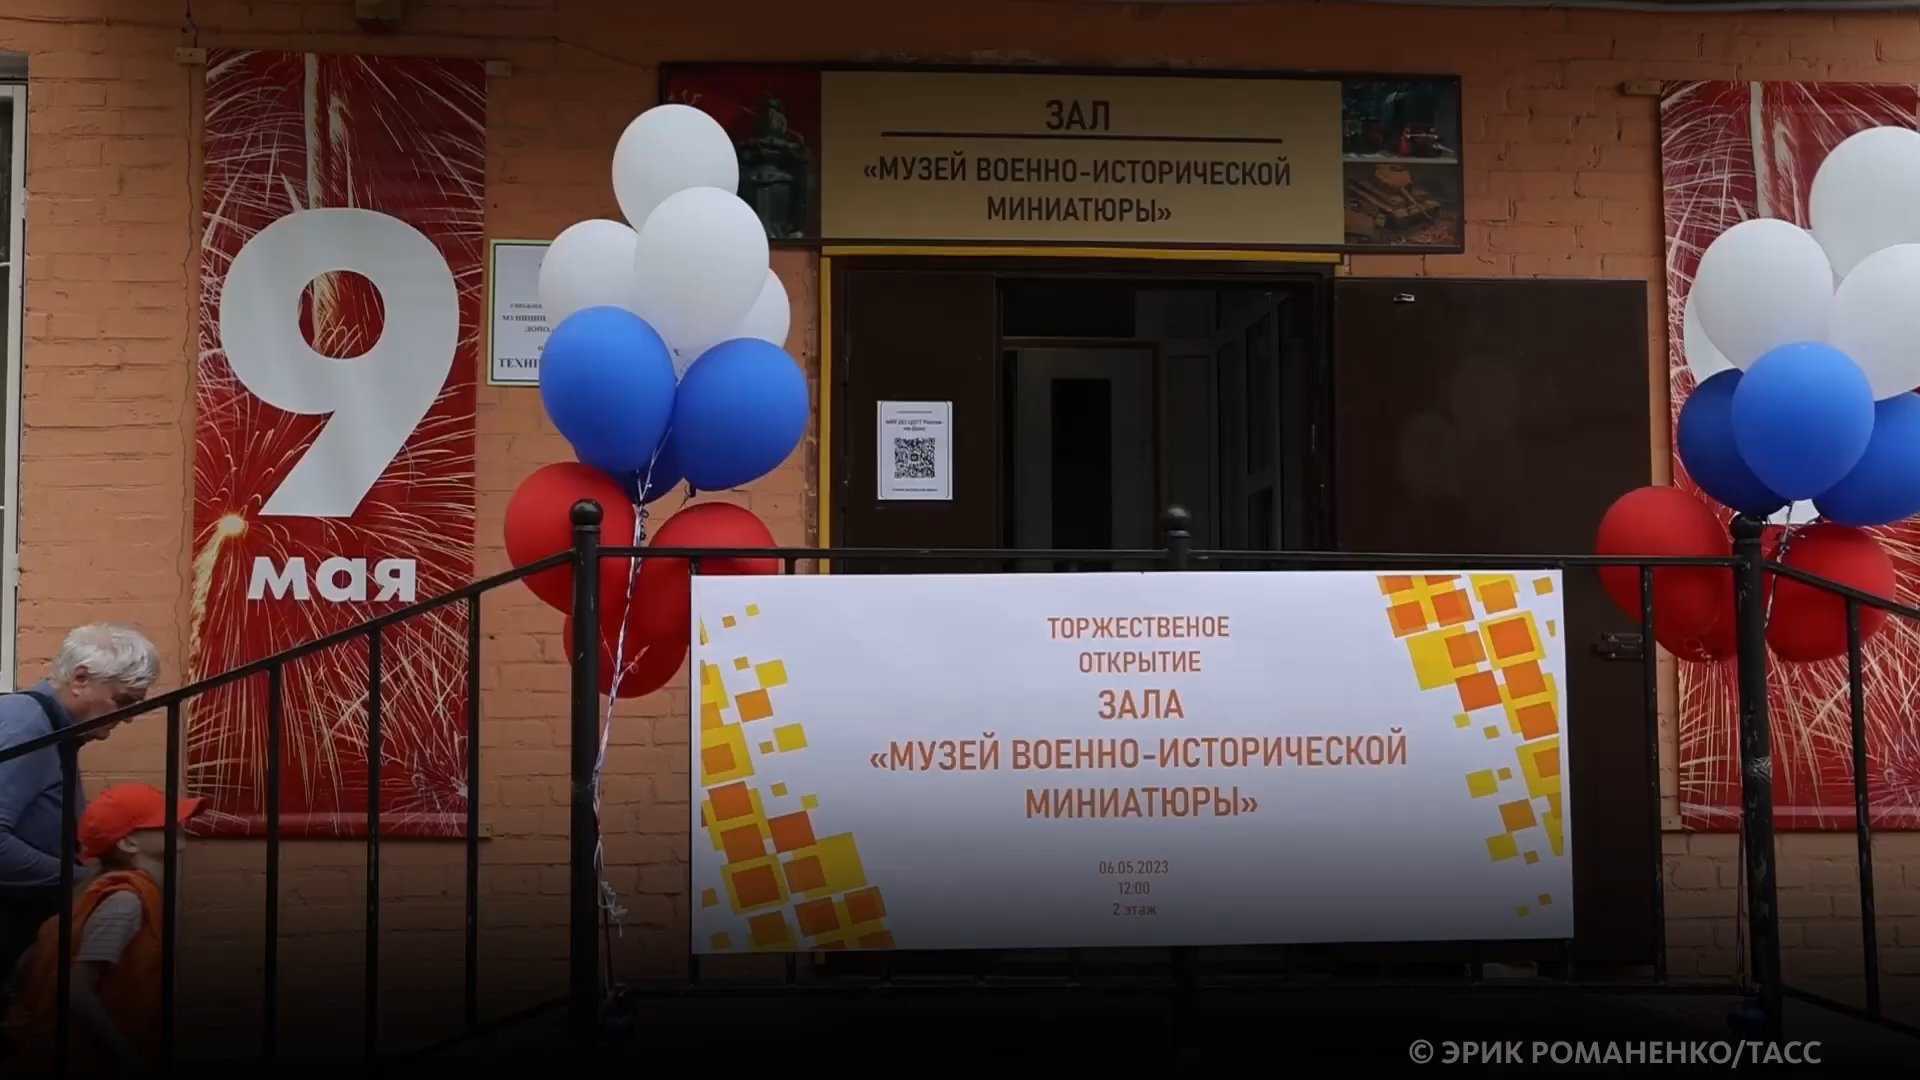 ЗАЛ
«МУЗЕЙ ВОЕННО-ИСТОРИЧЕСКОЙ
МИНИАТЮРЫ»
9
мая
ТОРЖЕСТВЕНОЕ
ОТКРЫТИЕ
ЗАЛА
«МУЗЕЙ ВОЕННО-ИСТОРИЧЕСКОЙ
МИНИАТЮРЫ»
06.05.2023
12:00
2 этаж
© ЭРИК РОМАНЕНКО/ТАСС